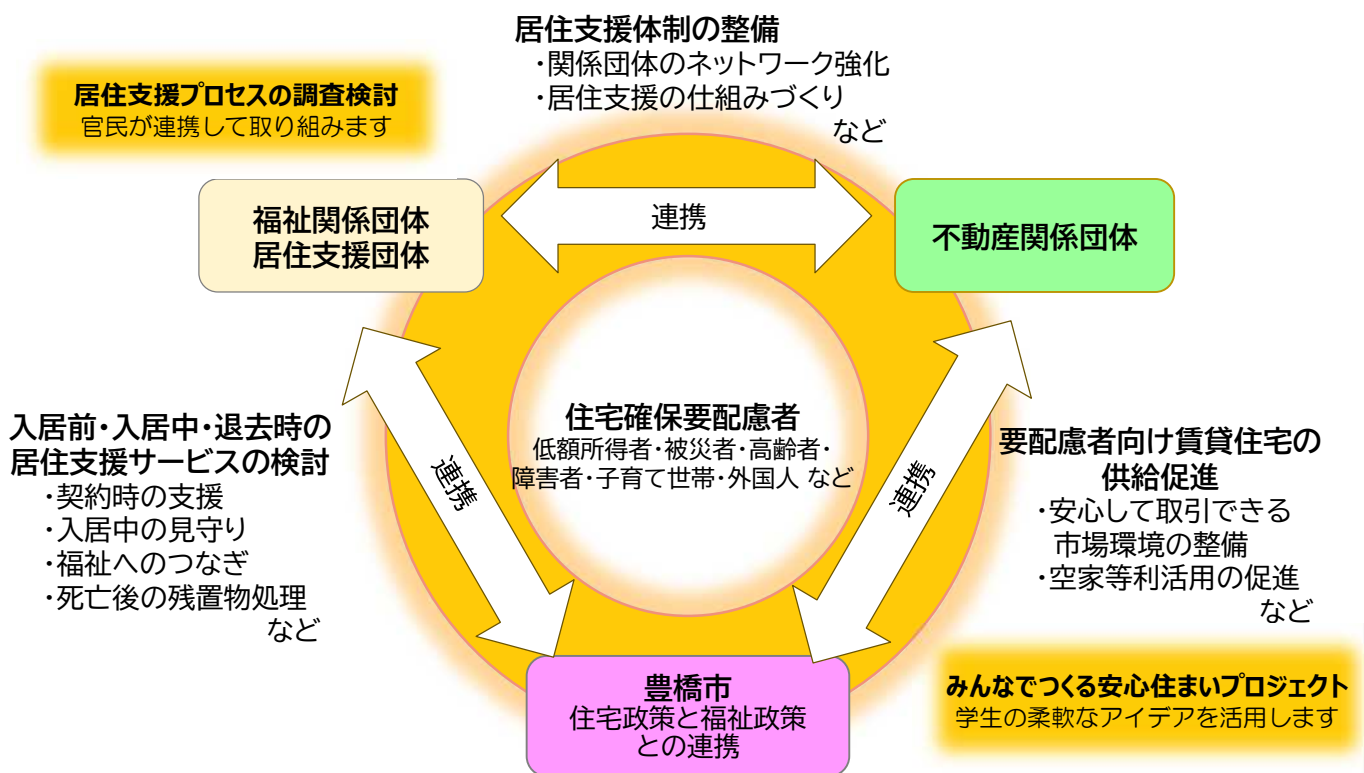 居住支援体制の整備
・関係団体のネットワーク強化
・居住支援の仕組みづくり
など
居住支援プロセスの調査検討
官民が連携して取り組みます
福祉関係団体
居住支援団体
連携
不動産関係団体
住宅確保要配慮者
低額所得者・被災者・高齢者・
障害者・子育て世帯・外国人 など
入居前・入居中・退去時の
居住支援サービスの検討
・契約時の支援
・入居中の見守り
・福祉へのつなぎ
・死亡後の残置物処理
など
連携
連携
要配慮者向け賃貸住宅の
供給促進
・安心して取引できる
市場環境の整備
・空家等利活用の促進
など
豊橋市
住宅政策と福祉政策
との連携
みんなでつくる安心住まいプロジェクト
学生の柔軟なアイデアを活用します